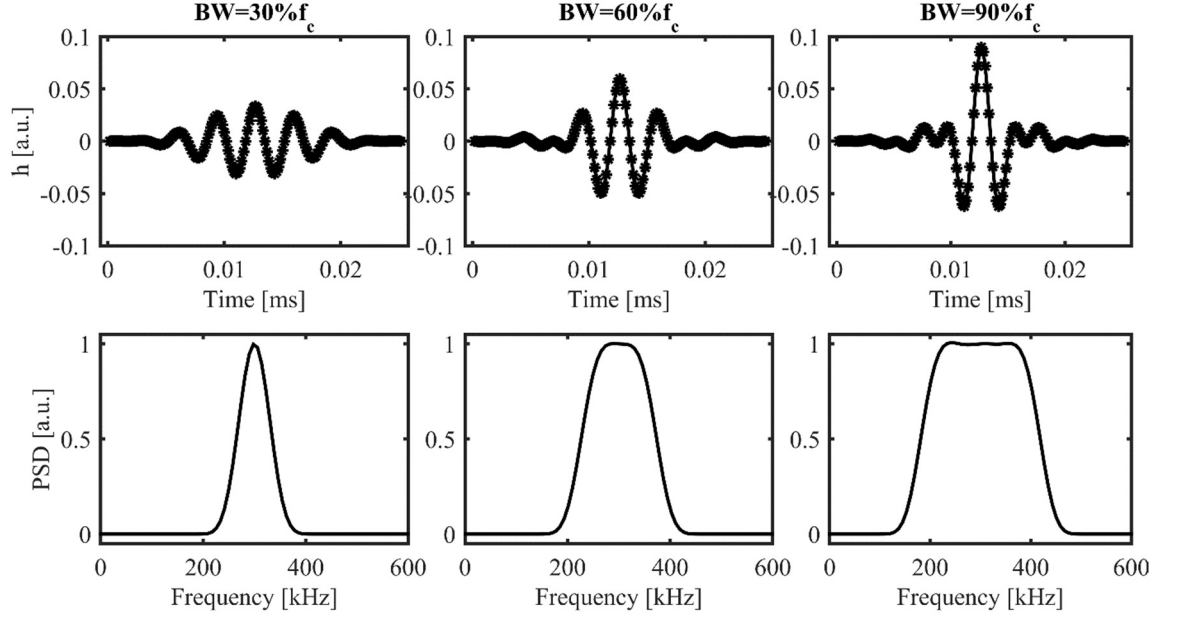 BW=30%fc BW=60%fc BW=90%fc
0.1 0.1 0.1
0.05 0.05 0.05
0 0 0
-0.05 -0.05 -0.05
-0.1 -0.1 -0.1
h [a.u.]
0 0.01 0.02 0 0.01 0.02 0 0.01 0.02
Time [ms] Time [ms] Time [ms]
1 1 1
0.5 0.5 0.5
0 0 0
PSD [a.u.]
0 200 400 600 0 200 400 600 0 200 400 600
Frequency [kHz] Frequency [kHz] Frequency [kHz]